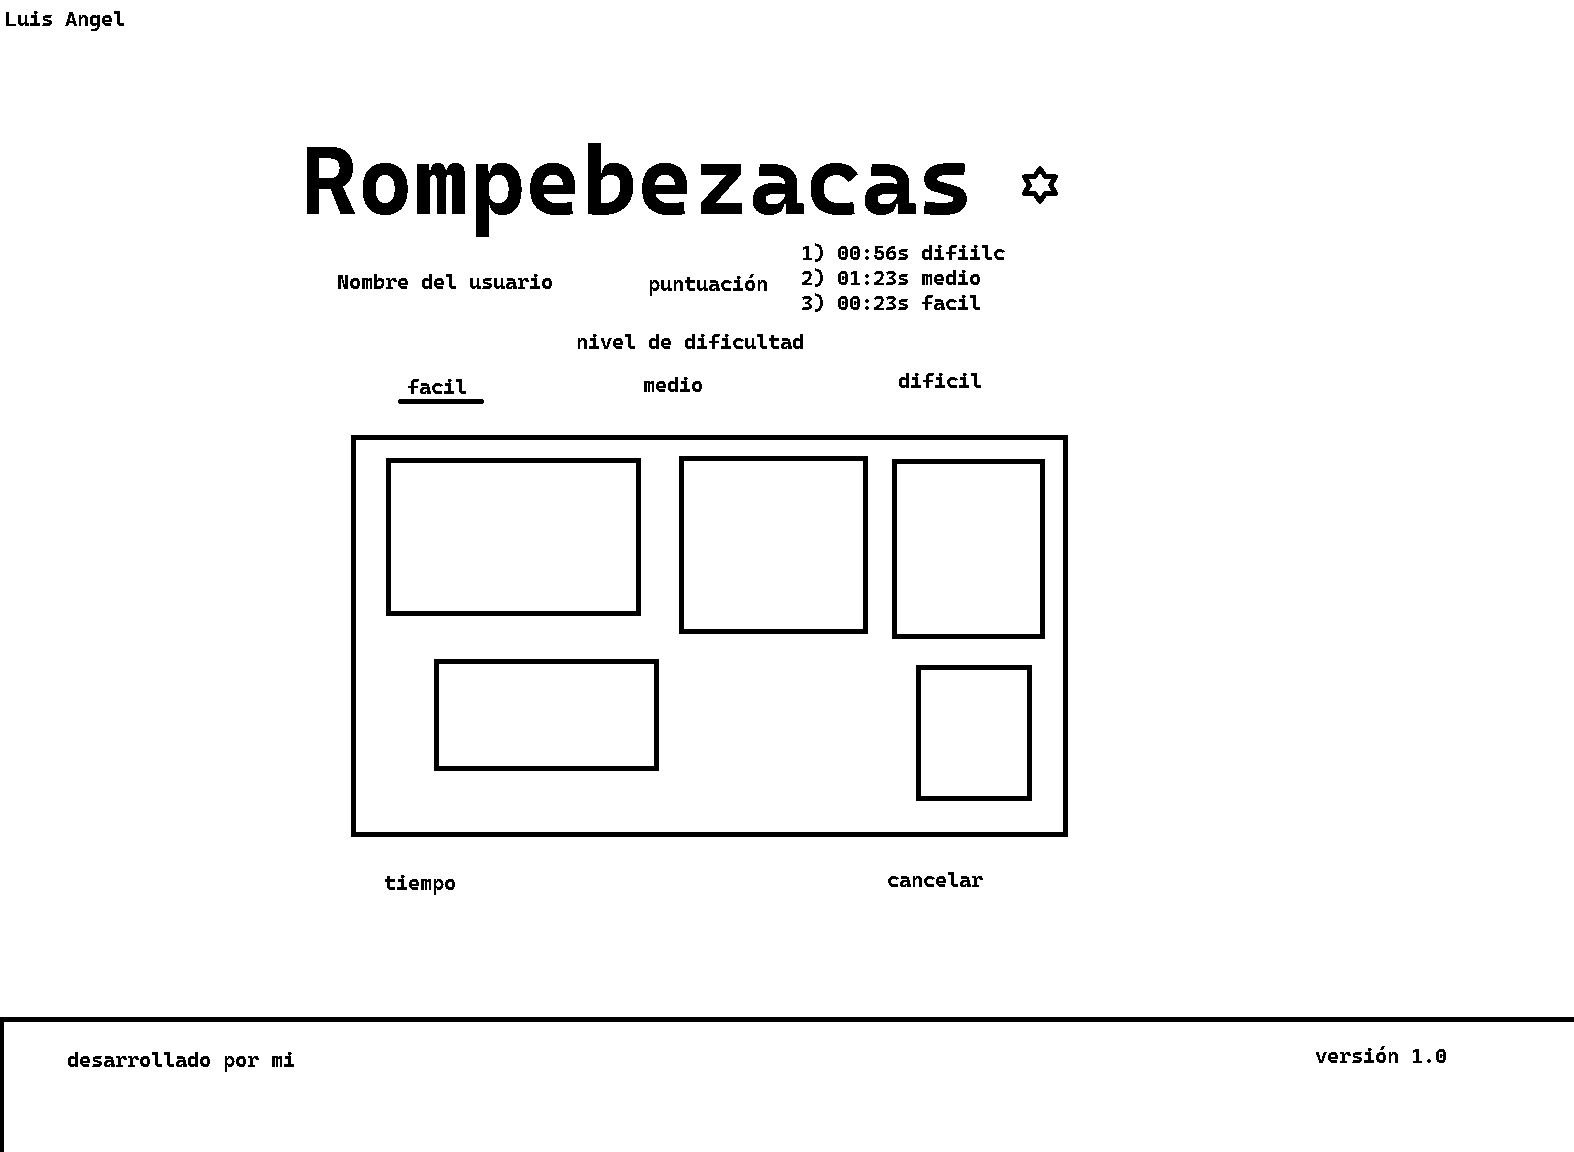 Luis Angel
Rompebezacas
Nombre del usuario
puntuación
1) 00:56s difiilc
2) 01:23s medio
3) 00:23s facil
nivel de dificultad
facil
medio
dificil
tiempo
cancelar
desarrollado por mi
versión 1.0